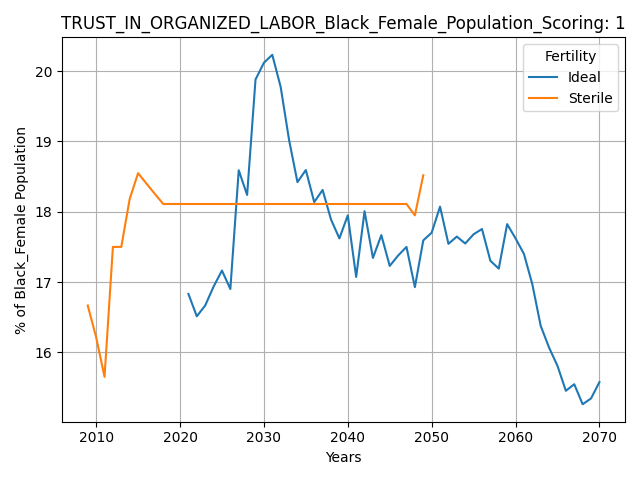 TRUST_IN_ORGANIZED_LABOR_Black_Female_Population_Scoring: 1
Fertility
Ideal
Sterile
% of Black_Female Population
20
19
18
17
16
2010 2020 2030 2040 2050 2060 2070
Years